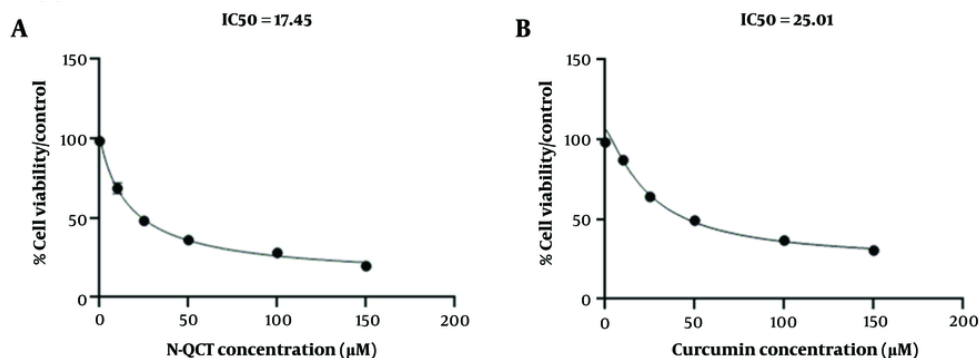 A
IC50 = 17.45
% Cell viability/control
150
100
50
0
0 50 100 150 200
N-QCT concentration (µM)
B
IC50 = 25.01
% Cell viability/control
150
100
50
0
0 50 100 150 200
Curcumin concentration (µM)